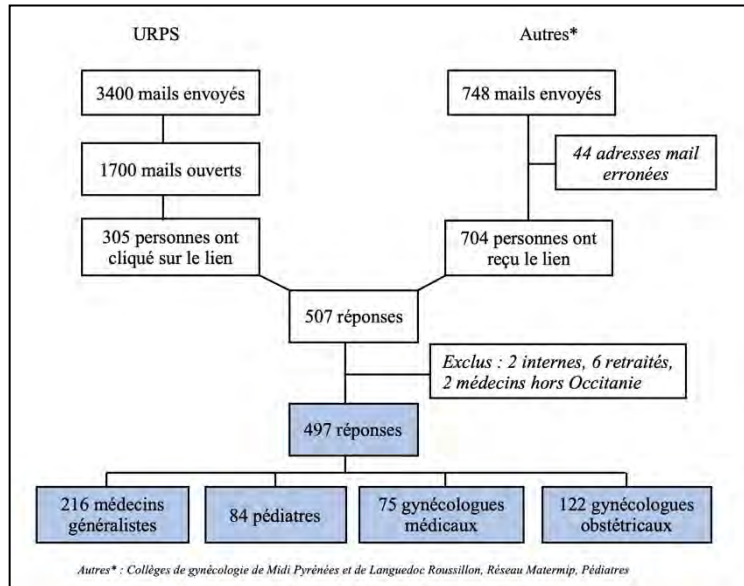 URPS
Autres*
3400 mails envoyés
748 mails envoyés
44 adresses mail
erronées
1700 mails ouverts
305 personnes ont
cliqué sur le lien
704 personnes ont
reçu le lien
507 réponses
Exclus : 2 internes, 6 retraités,
2 médecins hors Occitanie
497 réponses
216 médecins
généralistes
84 pédiatres
75 gynécologues
médicaux
122 gynécologues
obstétricaux
Autres* : Collèges de gynécologie de Midi Pyrénées et de Languedoc Roussillon, Réseau Matermip, Pédiatres